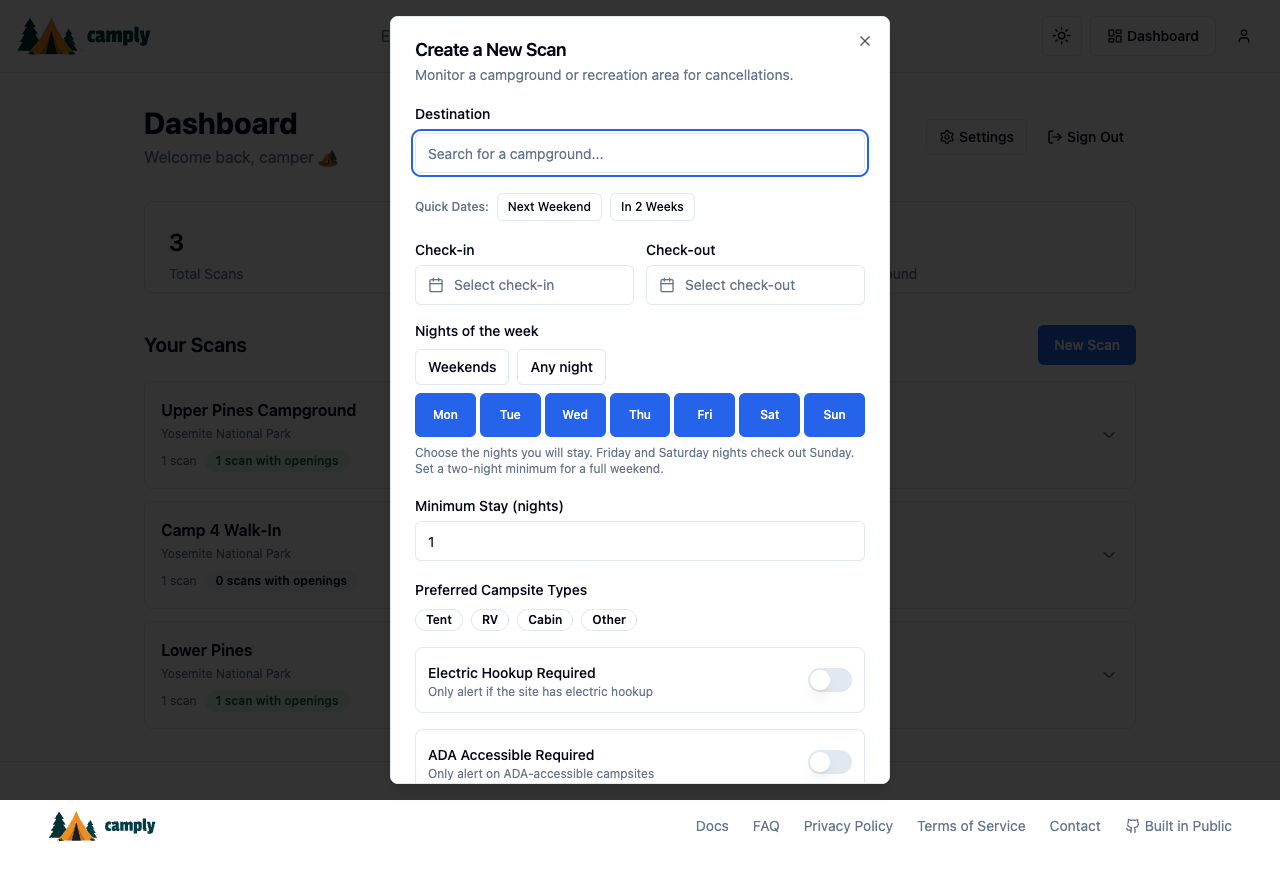 camply
E
Dashboard
Create a New Scan
Monitor a campground or recreation area for cancellations.
Dashboard
Welcome back, camper
Settings
Sign Out
Destination
Search for a campground...
Quick Dates:
Next Weekend
In 2 Weeks
3
Total Scans
Check-in
Check-out
Select check-in
Select check-out
Your Scans
New Scan
Nights of the week
Weekends
Any night
Mon
Tue
Wed
Thu
Fri
Sat
Sun
Choose the nights you will stay. Friday and Saturday nights check out Sunday.
Set a two-night minimum for a full weekend.
Upper Pines Campground
Yosemite National Park
1 scan
1 scan with openings
Minimum Stay (nights)
1
Camp 4 Walk-In
Yosemite National Park
1 scan
0 scans with openings
Preferred Campsite Types
Tent
RV
Cabin
Other
Lower Pines
Yosemite National Park
1 scan
1 scan with openings
Electric Hookup Required
Only alert if the site has electric hookup
ADA Accessible Required
Only alert on ADA-accessible campsites
camply
Docs
FAQ
Privacy Policy
Terms of Service
Contact
Built in Public